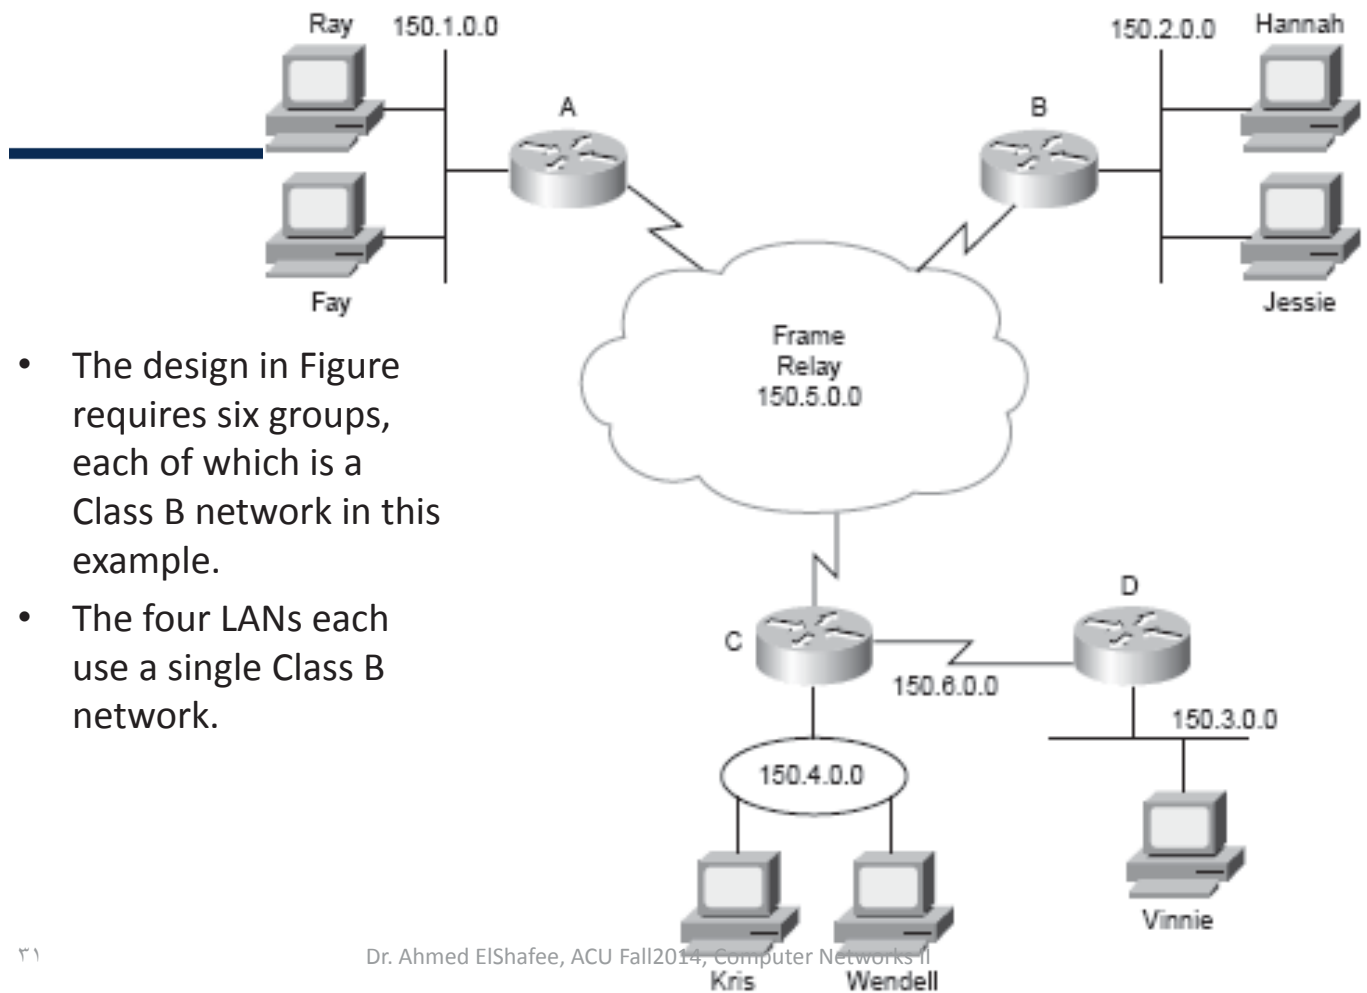 Ray
150.1.0.0
150.2.0.0
Hannah
A
B
Fay
Jessie
Frame
Relay
150.5.0.0
• The design in Figure
requires six groups,
each of which is a
Class B network in this
example.
• The four LANs each
use a single Class B
network.
D
C
150.6.0.0
150.3.0.0
150.4.0.0
Vinnie
٣١
Dr. Ahmed ElShafee, ACU Fall2014, Computer Networks II
Kris
Wendell